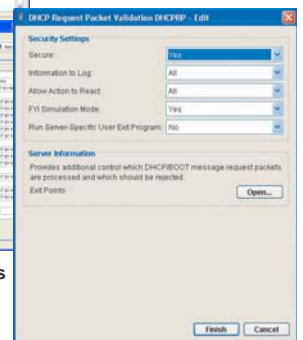 DHCP Request Packet Validation DHCPRP - Edit
Security Settings
Secure: Yes
Information to Log: All
Allow Action to React: All
FYI Simulation Mode: Yes
Run Server-Specific User Exit Program: No
Server Information
Provides additional control which DHCP/BOOT message request packets
are processed and which should be rejected.
Exit Points Open...
s
Finish Cancel